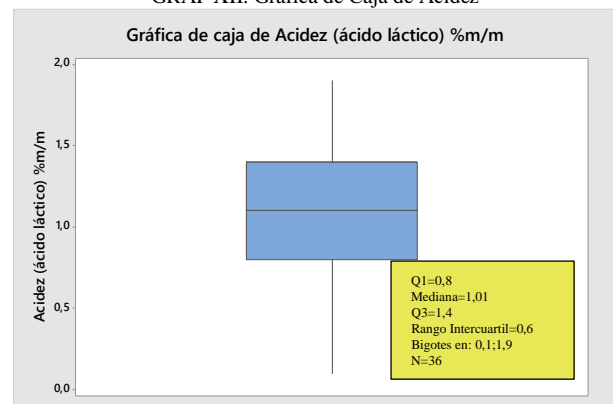 GRAF XII. Gráfica de Caja de Acidez
Gráfica de caja de Acidez (ácido láctico) %m/m
Acidez (ácido láctico) %m/m
2,0
1,5
1,0
0,5
0,0
Q1=0,8
Mediana=1,01
Q3=1,4
Rango Intercuartil=0,6
Bigotes en: 0,1;1,9
N=36